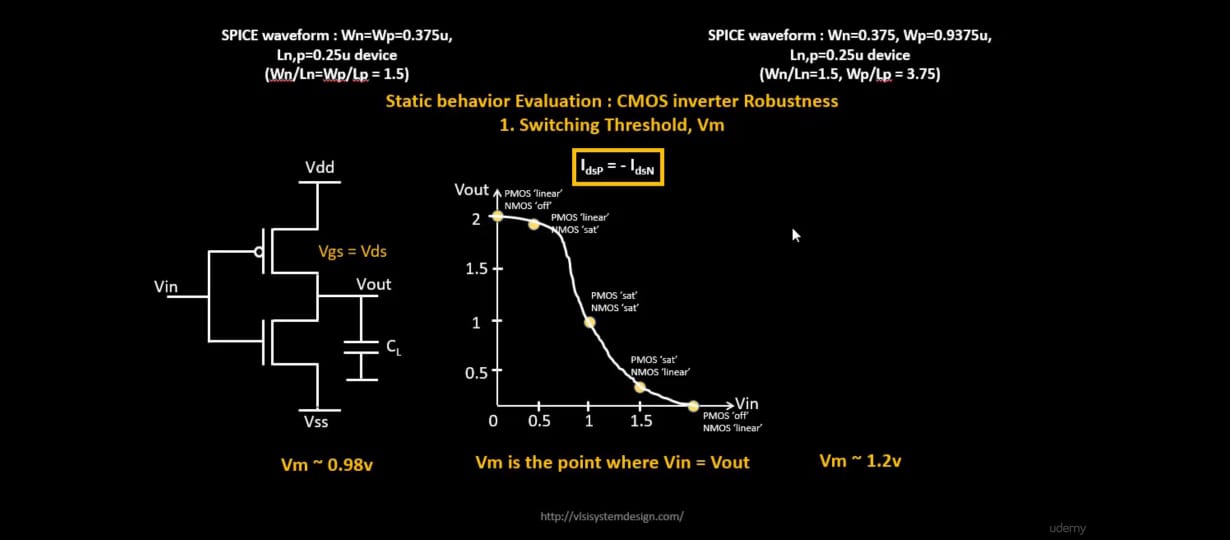 SPICE waveform : Wn=Wp=0.375u,
Ln,p=0.25u device
(Wn/Ln=Wp/Lp = 1.5)
SPICE waveform : Wn=0.375, Wp=0.9375u,
Ln,p=0.25u device
(Wn/Ln=1.5, Wp/Lp = 3.75)
Static behavior Evaluation : CMOS inverter Robustness
1. Switching Threshold, Vm
IdsP = - IdsN
Vdd
Vgs = Vds
Vin
Vout
CL
Vss
Vout
2
1.5
1
0.5
0
0.5
1
1.5
Vin
PMOS 'linear'
NMOS 'off'
PMOS 'linear'
NMOS 'sat'
PMOS 'sat'
NMOS 'sat'
PMOS 'sat'
NMOS 'linear'
PMOS 'off'
NMOS 'linear'
Vm ~ 0.98v
Vm is the point where Vin = Vout
Vm ~ 1.2v
http://vlsisystemdesign.com/
udemy